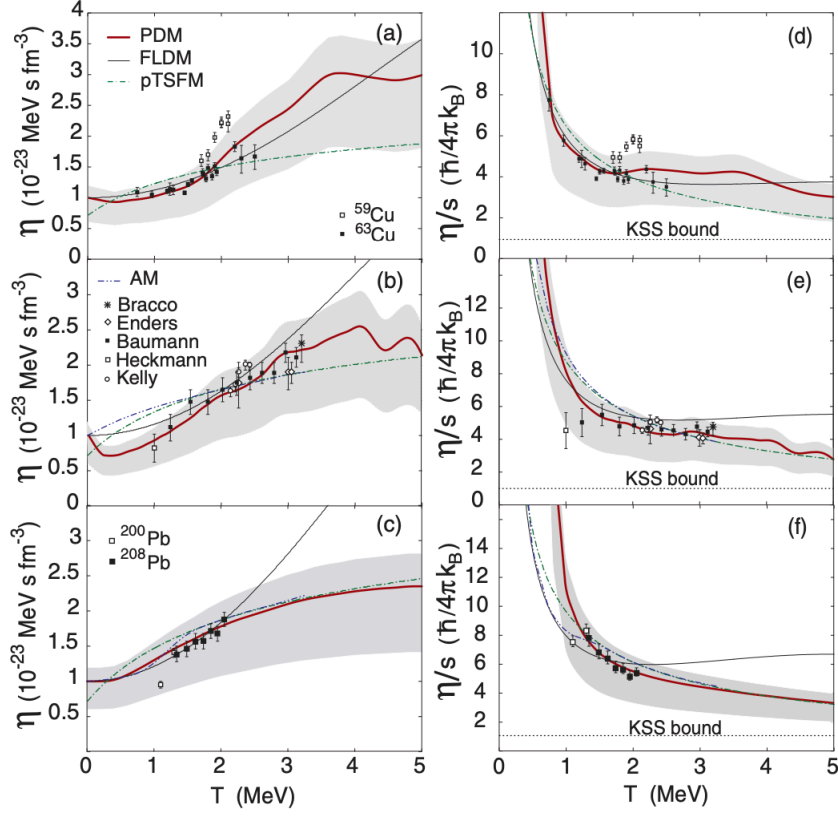 4
3.5
3
2.5
2
1.5
1
0.5
0
η (10⁻²³ MeV s fm⁻³)
PDM
FLDM
pTSFM
(a)
⁵⁹Cu
⁶³Cu
12
10
8
6
4
2
0
η/s (ħ/4πk_B)
(d)
KSS bound
3
2.5
2
1.5
1
0.5
0
η (10⁻²³ MeV s fm⁻³)
AM
Bracco
Enders
Baumann
Heckmann
Kelly
(b)
12
10
8
6
4
2
0
η/s (ħ/4πk_B)
(e)
KSS bound
3
2.5
2
1.5
1
0.5
η (10⁻²³ MeV s fm⁻³)
²⁰⁰Pb
²⁰⁸Pb
(c)
0 1 2 3 4 5
T (MeV)
14
12
10
8
6
4
2
η/s (ħ/4πk_B)
(f)
KSS bound
1 2 3 4 5
T (MeV)